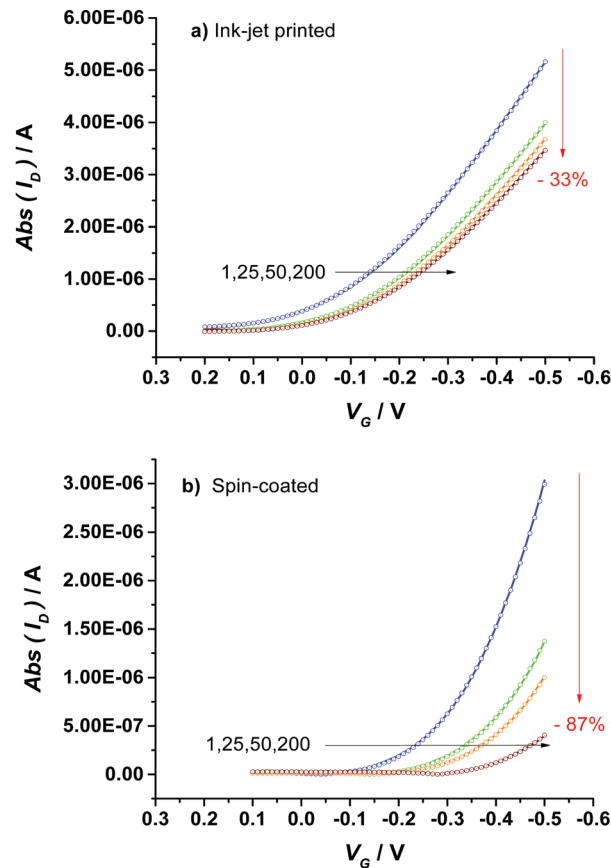 a) Ink-jet printed
6.00E-06
5.00E-06
4.00E-06
3.00E-06
2.00E-06
1.00E-06
0.00
Abs (I_D) / A
- 33%
1,25,50,200
0.3 0.2 0.1 0.0 -0.1 -0.2 -0.3 -0.4 -0.5 -0.6
V_G / V
b) Spin-coated
3.00E-06
2.50E-06
2.00E-06
1.50E-06
1.00E-06
5.00E-07
0.00
Abs (I_D) / A
- 87%
1,25,50,200
0.3 0.2 0.1 0.0 -0.1 -0.2 -0.3 -0.4 -0.5 -0.6
V_G / V